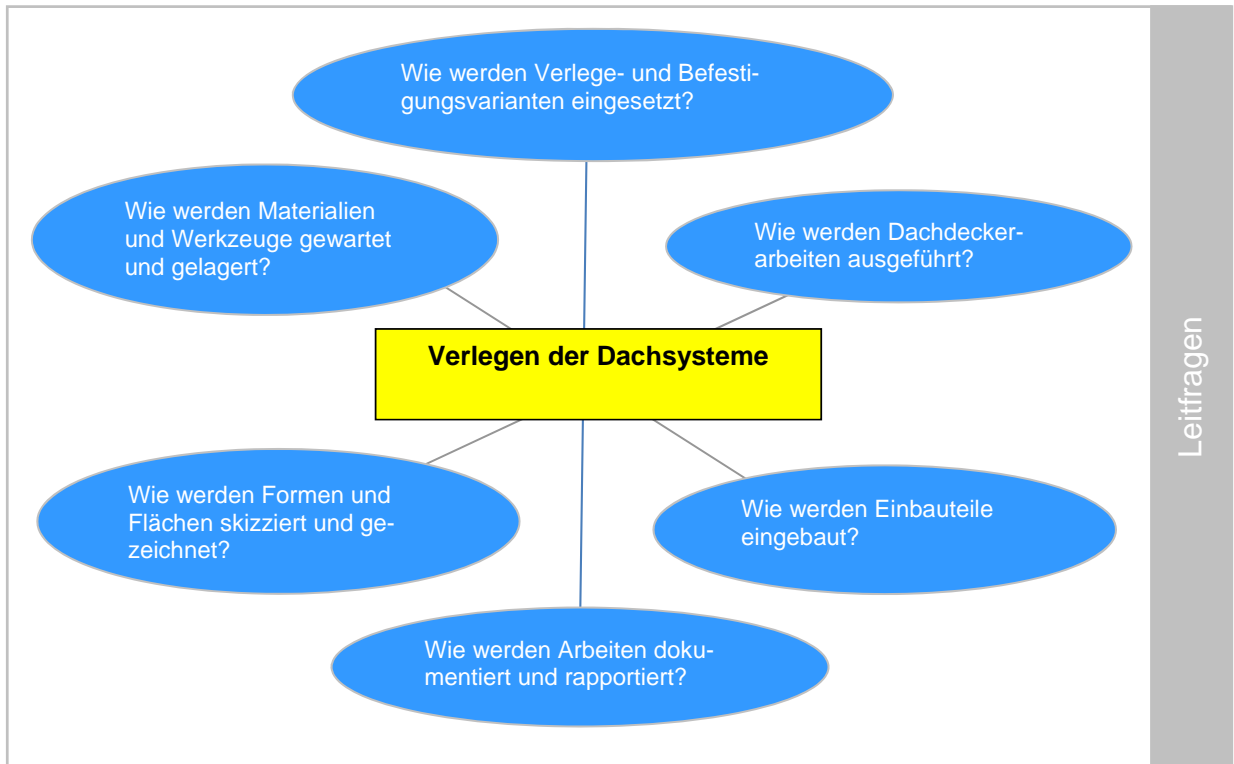 Wie werden Verlege- und Befesti-
gungsvarianten eingesetzt?
Wie werden Materialien
und Werkzeuge gewartet
und gelagert?
Wie werden Dachdecker-
arbeiten ausgeführt?
Verlegen der Dachsysteme
Wie werden Formen und
Flächen skizziert und ge-
zeichnet?
Wie werden Einbauteile
eingebaut?
Wie werden Arbeiten doku-
mentiert und rapportiert?
Leitfragen